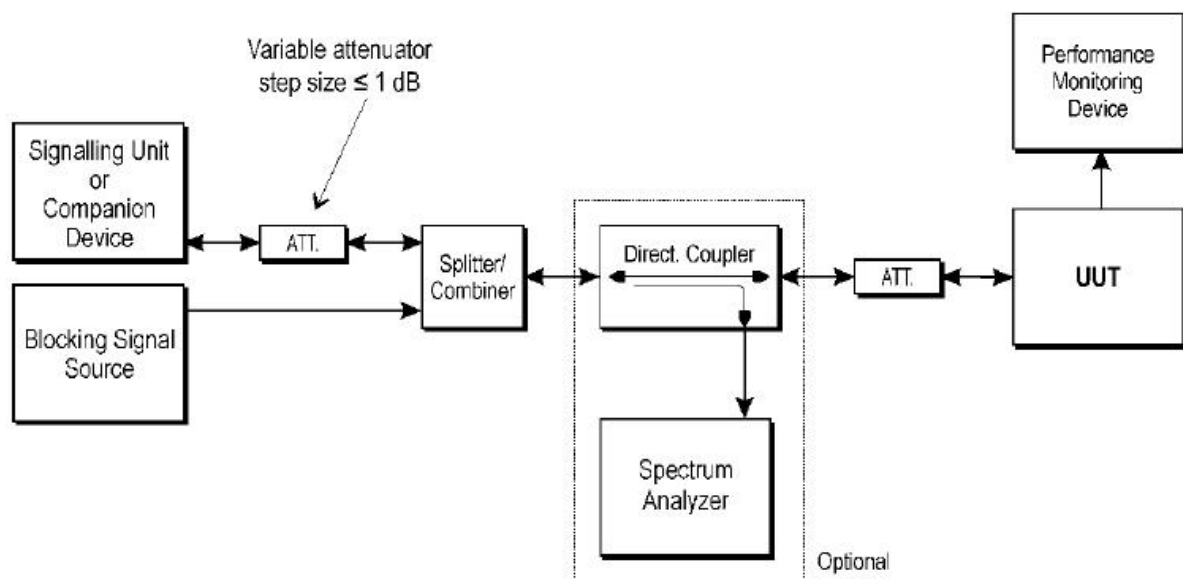 Variable attenuator
step size ≤ 1 dB
Performance
Monitoring
Device
Signalling Unit
or
Companion
Device
ATT.
Splitter/
Combiner
Direct. Coupler
ATT.
UUT
Blocking Signal
Source
Spectrum
Analyzer
Optional